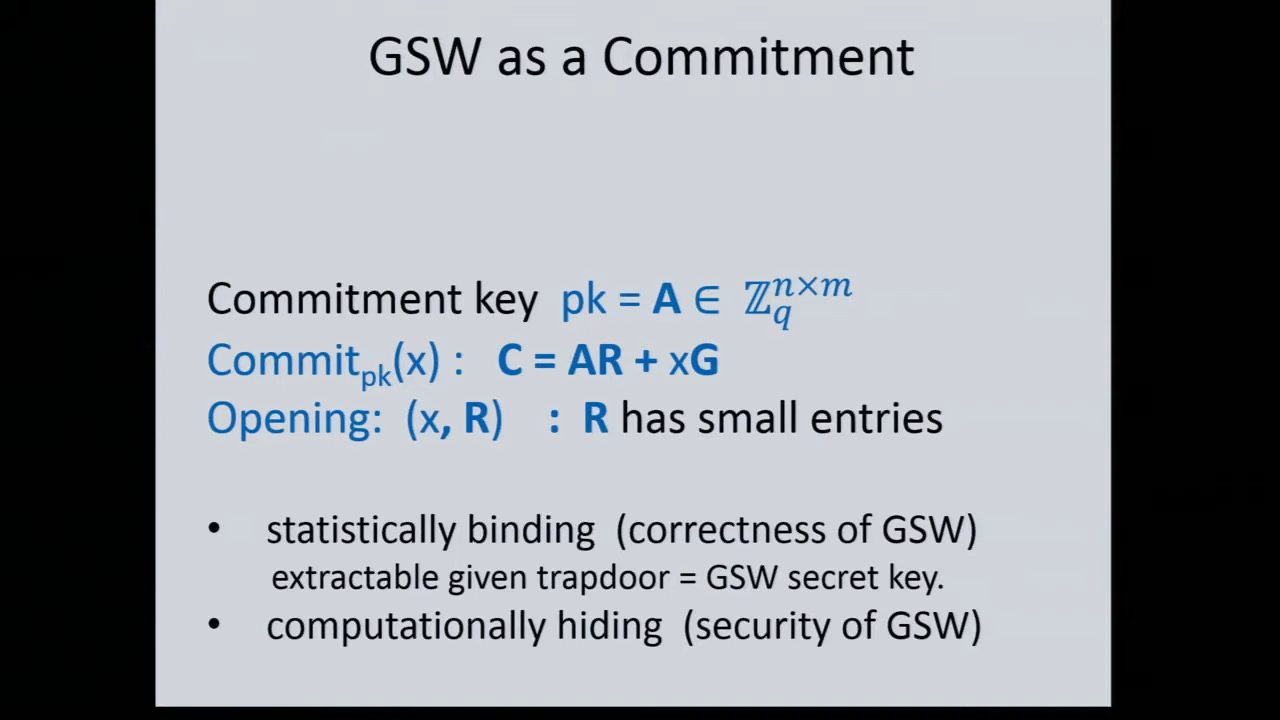 GSW as a Commitment
Commitment key pk = A ∈ ℤ_q^{n×m}
Commit_pk(x) : C = AR + xG
Opening: (x, R) : R has small entries
• statistically binding (correctness of GSW)
extractable given trapdoor = GSW secret key.
• computationally hiding (security of GSW)